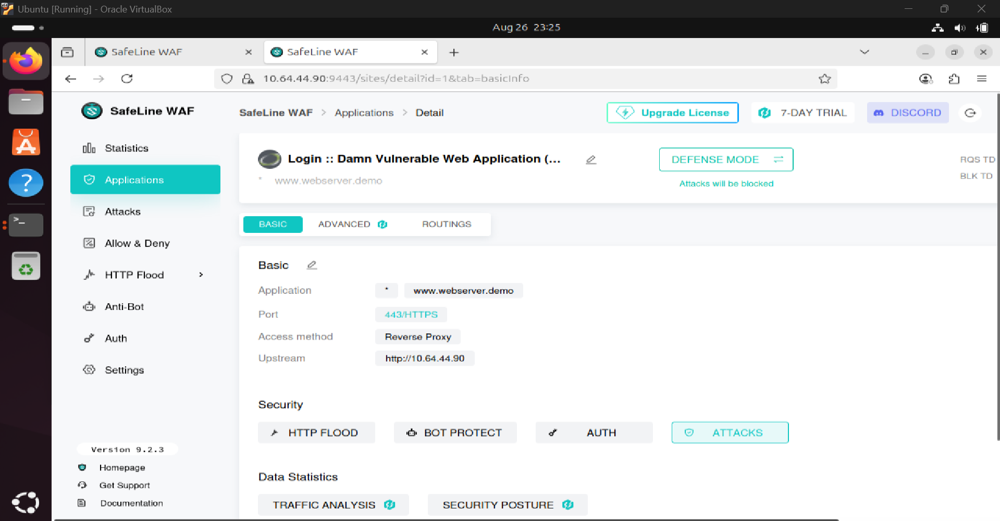 Ubuntu [Running] - Oracle VirtualBox
Aug 26 23:25
SafeLine WAF
SafeLine WAF
10.64.44.90:9443/sites/detail?id=1&tab=basicInfo
SafeLine WAF
SafeLine WAF > Applications > Detail
Upgrade License
7-DAY TRIAL
DISCORD
Statistics
Applications
Attacks
Allow & Deny
HTTP Flood
Anti-Bot
Auth
Settings
Version 9.2.3
Homepage
Get Support
Documentation
Login :: Damn Vulnerable Web Application (...
* www.webserver.demo
DEFENSE MODE
Attacks will be blocked
RQS TD
BLK TD
BASIC
ADVANCED
ROUTINGS
Basic
Application * www.webserver.demo
Port 443/HTTPS
Access method Reverse Proxy
Upstream http://10.64.44.90
Security
HTTP FLOOD
BOT PROTECT
AUTH
ATTACKS
Data Statistics
TRAFFIC ANALYSIS
SECURITY POSTURE